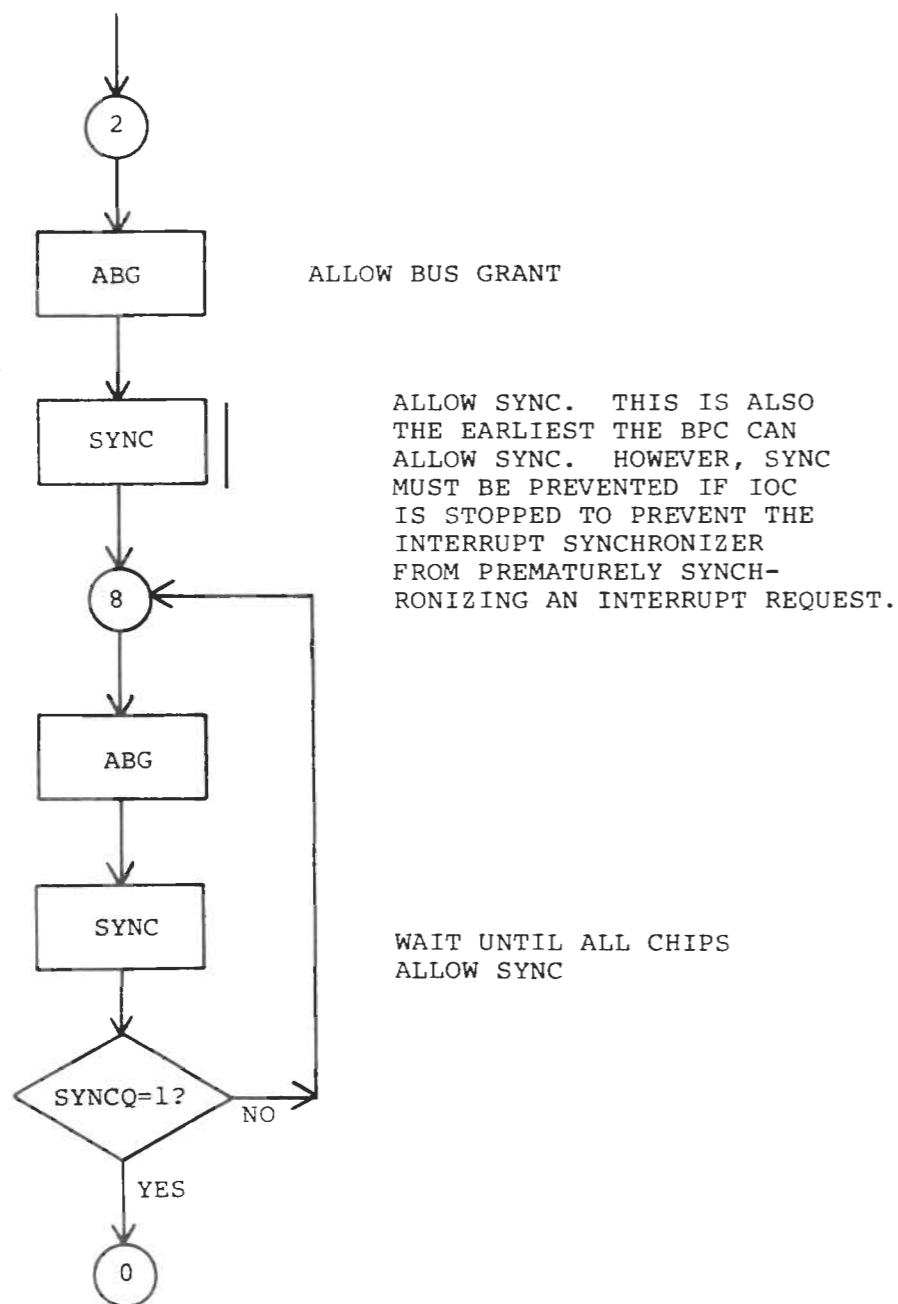 2
ABG
ALLOW BUS GRANT
SYNC
ALLOW SYNC. THIS IS ALSO
THE EARLIEST THE BPC CAN
ALLOW SYNC. HOWEVER, SYNC
MUST BE PREVENTED IF IOC
IS STOPPED TO PREVENT THE
INTERRUPT SYNCHRONIZER
FROM PREMATURELY SYNCH-
RONIZING AN INTERRUPT REQUEST.
8
ABG
SYNC
WAIT UNTIL ALL CHIPS
ALLOW SYNC
SYNCQ=1?
NO
YES
0